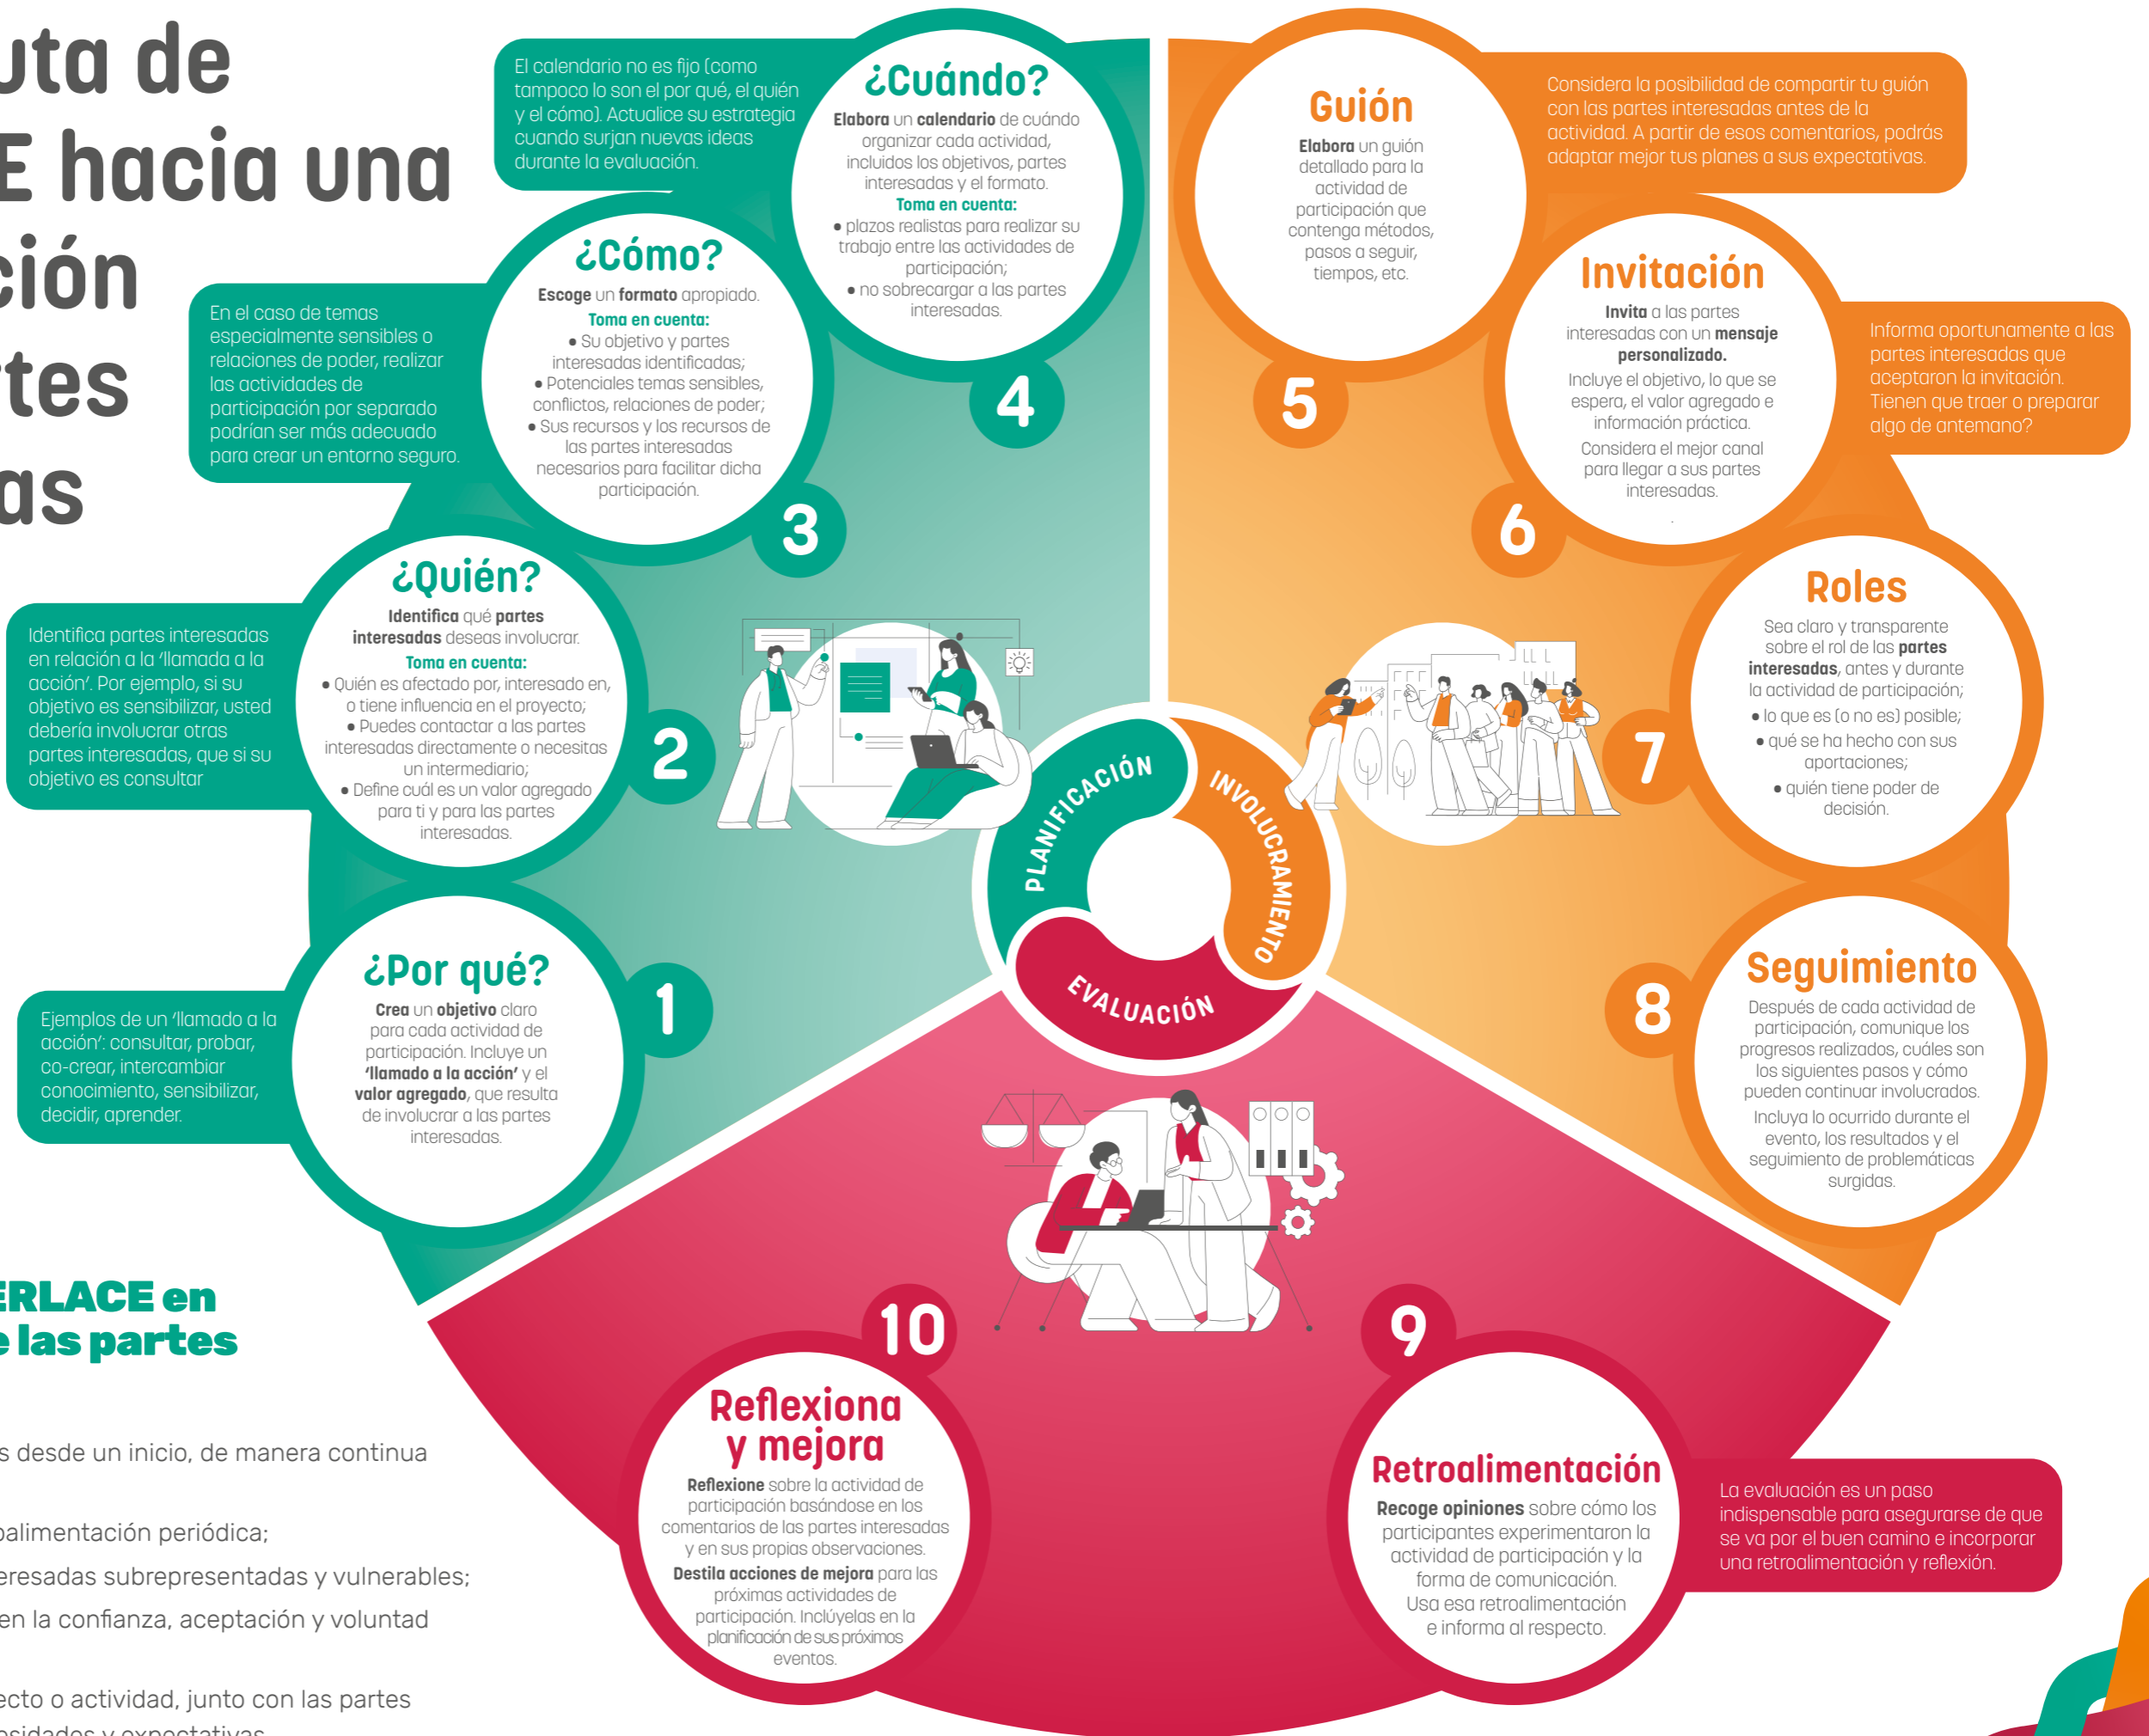 uta de
E hacia una
ción
tes
as
El calendario no es fijo (como
tampoco lo son el por qué, el quién
y el cómo). Actualice su estrategia
cuando surjan nuevas ideas
durante la evaluación.
¿Cuándo?
Elabora un calendario de cuándo
organizar cada actividad,
incluidos los objetivos, partes
interesadas y el formato.
Toma en cuenta:
• plazos realistas para realizar su
trabajo entre las actividades de
participación;
• no sobrecargar a las partes
interesadas.
4
En el caso de temas
especialmente sensibles o
relaciones de poder, realizar
las actividades de
participación por separado
podrían ser más adecuado
para crear un entorno seguro.
¿Cómo?
Escoge un formato apropiado.
Toma en cuenta:
• Su objetivo y partes
interesadas identificadas;
• Potenciales temas sensibles,
conflictos, relaciones de poder;
• Sus recursos y los recursos de
las partes interesadas
necesarios para facilitar dicha
participación.
3
Identifica partes interesadas
en relación a la ‘llamada a la
acción’. Por ejemplo, si su
objetivo es sensibilizar, usted
debería involucrar otras
partes interesadas, que si su
objetivo es consultar
¿Quién?
Identifica qué partes
interesadas deseas involucrar.
Toma en cuenta:
• Quién es afectado por, interesado en,
o tiene influencia en el proyecto;
• Puedes contactar a las partes
interesadas directamente o necesitas
un intermediario;
• Define cuál es un valor agregado
para ti y para las partes
interesadas.
2
Ejemplos de un ‘llamado a la
acción’: consultar, probar,
co-crear, intercambiar
conocimiento, sensibilizar,
decidir, aprender.
¿Por qué?
Crea un objetivo claro
para cada actividad de
participación. Incluye un
‘llamado a la acción’ y el
valor agregado, que resulta
de involucrar a las partes
interesadas.
1
Guión
Elabora un guión
detallado para la
actividad de
participación que
contenga métodos,
pasos a seguir,
tiempos, etc.
5
Considera la posibilidad de compartir tu guión
con las partes interesadas antes de la
actividad. A partir de esos comentarios, podrás
adaptar mejor tus planes a sus expectativas.
Invitación
Invita a las partes
interesadas con un mensaje
personalizado.
Incluye el objetivo, lo que se
espera, el valor agregado e
información práctica.
Considera el mejor canal
para llegar a sus partes
interesadas.
.
6
Informa oportunamente a las
partes interesadas que
aceptaron la invitación.
Tienen que traer o preparar
algo de antemano?
Roles
Sea claro y transparente
sobre el rol de las partes
interesadas, antes y durante
la actividad de participación;
• lo que es (o no es) posible;
• qué se ha hecho con sus
aportaciones;
• quién tiene poder de
decisión.
7
Seguimiento
Después de cada actividad de
participación, comunique los
progresos realizados, cuáles son
los siguientes pasos y cómo
pueden continuar involucrados.
Incluya lo ocurrido durante el
evento, los resultados y el
seguimiento de problemáticas
surgidas.
8
PLANIFICACIÓN
INVOLUCRAMIENTO
EVALUACIÓN
9
Retroalimentación
Recoge opiniones sobre cómo los
participantes experimentaron la
actividad de participación y la
forma de comunicación.
Usa esa retroalimentación
e informa al respecto.
La evaluación es un paso
indispensable para asegurarse de que
se va por el buen camino e incorporar
una retroalimentación y reflexión.
10
Reflexiona
y mejora
Reflexione sobre la actividad de
participación basándose en los
comentarios de las partes interesadas
y en sus propias observaciones.
Destila acciones de mejora para las
próximas actividades de
participación. Inclúyelas en la
planificación de sus próximos
eventos.
ERLACE en
e las partes
s desde un inicio, de manera continua
oalimentación periódica;
eresadas subrepresentadas y vulnerables;
en la confianza, aceptación y voluntad
ecto o actividad, junto con las partes
esidades y expectativas